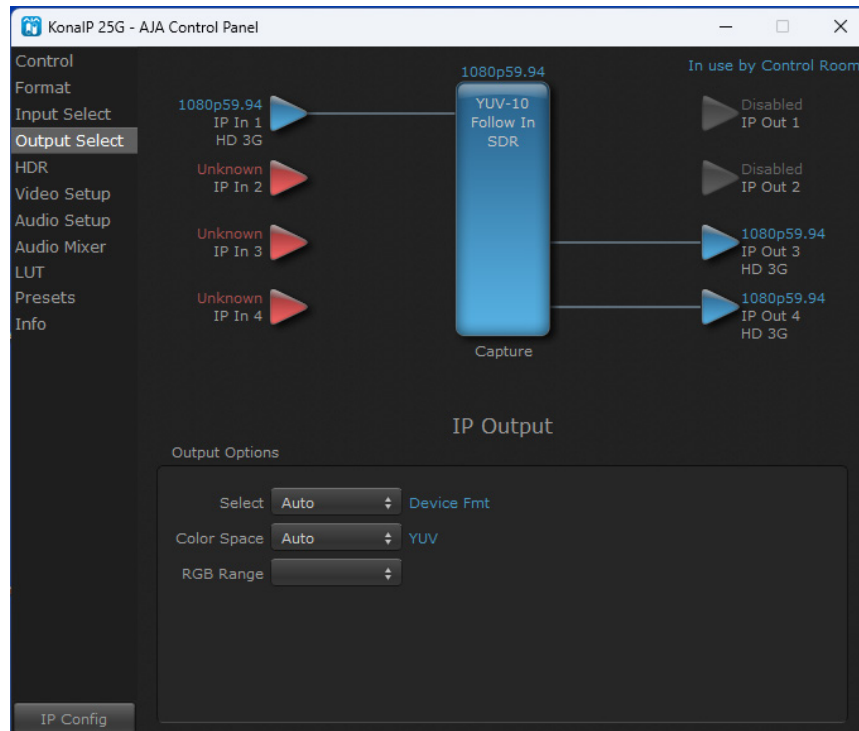 KonaIP 25G - AJA Control Panel
Control
Format
Input Select
Output Select
HDR
Video Setup
Audio Setup
Audio Mixer
LUT
Presets
Info
IP Config
1080p59.94
In use by Control Room
1080p59.94
IP In 1
HD 3G
Unknown
IP In 2
Unknown
IP In 3
Unknown
IP In 4
YUV-10
Follow In
SDR
Capture
Disabled
IP Out 1
Disabled
IP Out 2
1080p59.94
IP Out 3
HD 3G
1080p59.94
IP Out 4
HD 3G
IP Output
Output Options
Select Auto Device Fmt
Color Space Auto YUV
RGB Range